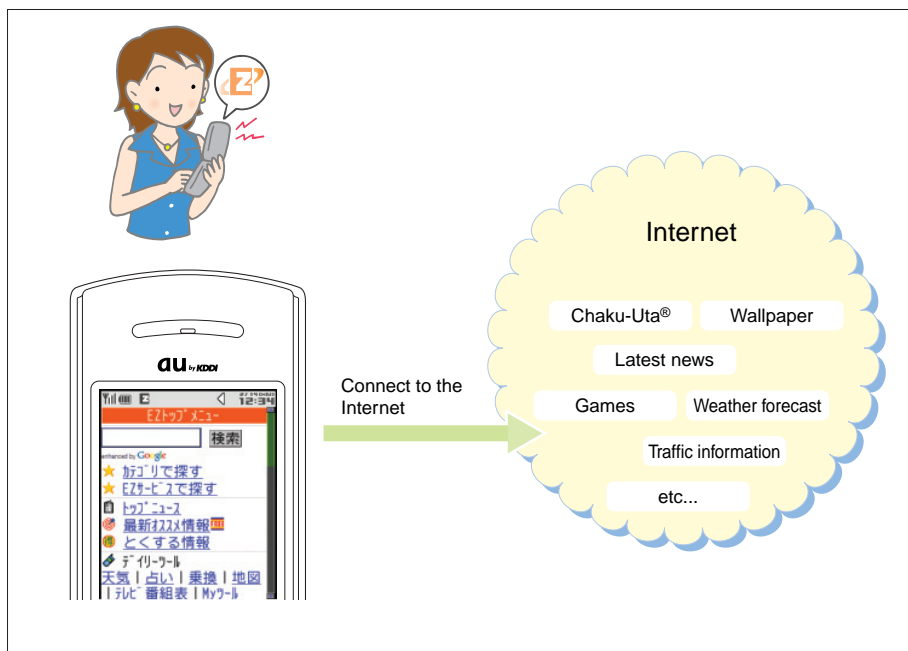 EZ
Internet
Chaku-Uta® Wallpaper
Latest news
Games Weather forecast
Traffic information
etc...
Connect to the
Internet
au by KDDI
12:34
EZトップメニュー
検索
enhanced by Google
カテゴリで探す
EZサービスで探す
トップニュース
最新オススメ情報
とくする情報
デイリーツール
天気 | 占い | 乗換 | 地図
| テレビ番組表 | Myツール